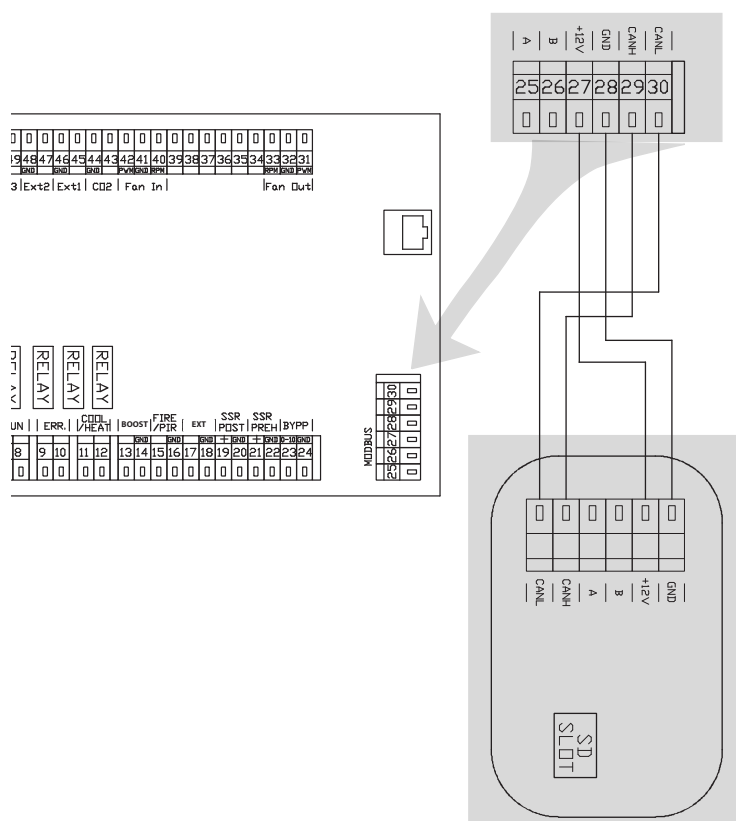 A B +12V GND CANH CANL
25 26 27 28 29 30
49 48 47 46 45 44 43 42 41 40 39 38 37 36 35 34 33 32 31
GND GND GND PWM GND RPM RPM GND PWM
3 Ext2 Ext1 CO2 Fan In Fan Out
RELAY RELAY RELAY RELAY
UN ERR. COOL /HEAT BOOST FIRE /PIR EXT SSR POST SSR PREH BYPP
GND GND GND + GND + GND 0-10 GND
8 9 10 11 12 13 14 15 16 17 18 19 20 21 22 23 24
MODBUS
25 26 27 28 29 30
CANL CANH A B +12V GND
SD
SLOT